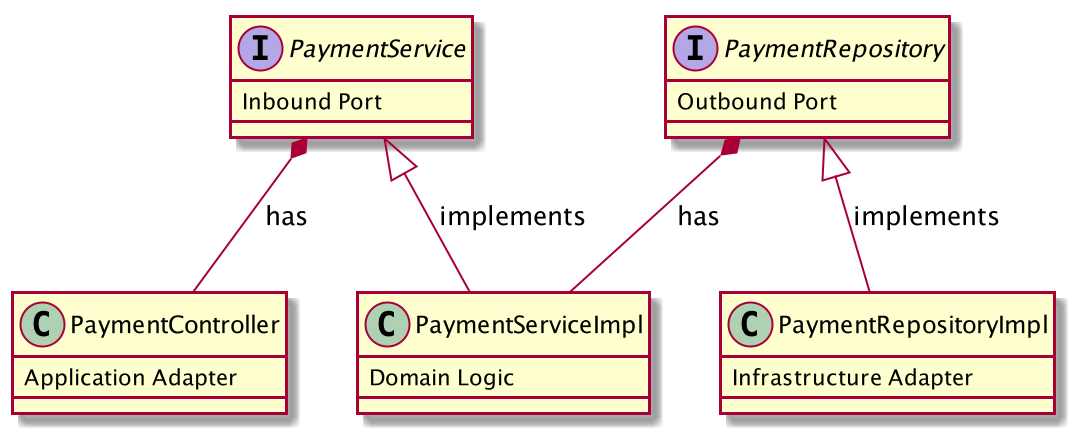 I PaymentService
Inbound Port
I PaymentRepository
Outbound Port
has
implements
has
implements
C PaymentController
Application Adapter
C PaymentServiceImpl
Domain Logic
C PaymentRepositoryImpl
Infrastructure Adapter